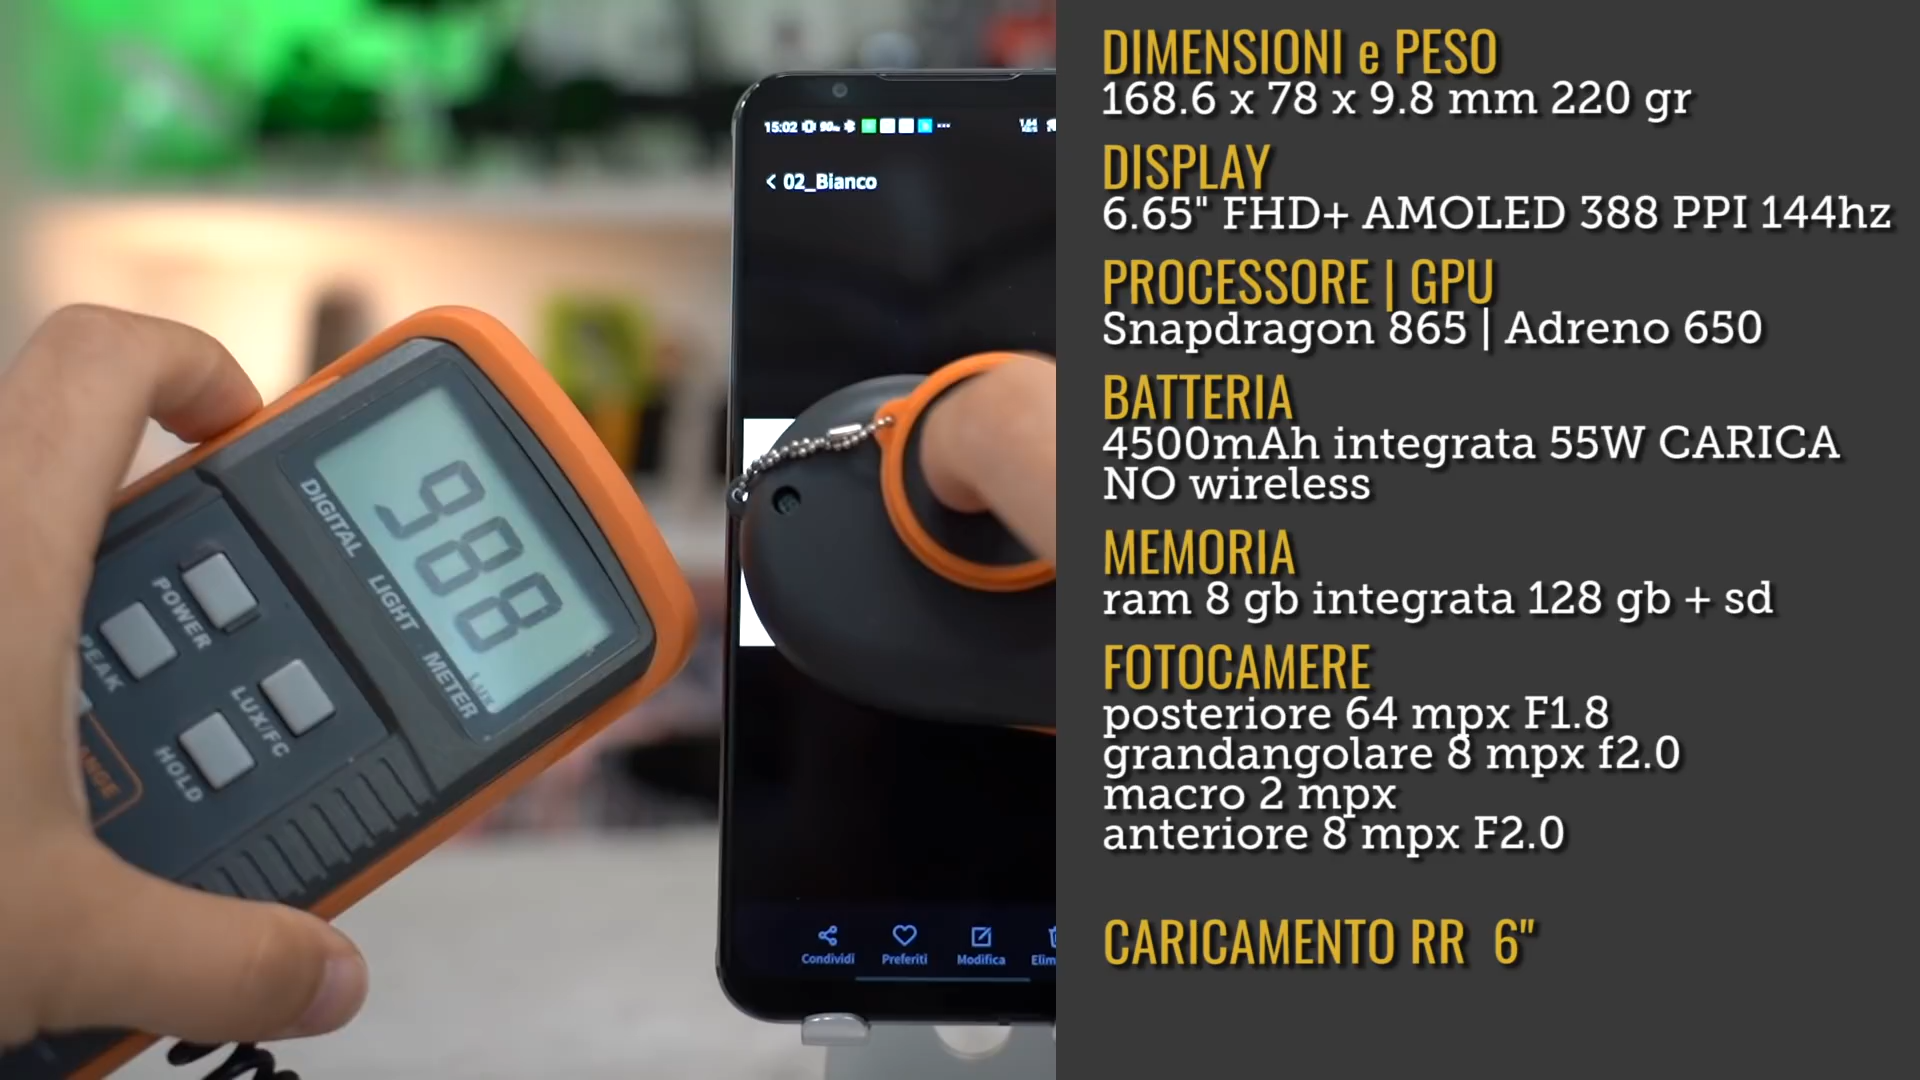 15:02
02_Bianco
988
Lux
DIGITAL LIGHT METER
POWER
PEAK
LUX/FC
HOLD
Condividi
Preferiti
Modifica
DIMENSIONI e PESO
168.6 x 78 x 9.8 mm 220 gr
DISPLAY
6.65" FHD+ AMOLED 388 PPI 144hz
PROCESSORE | GPU
Snapdragon 865 | Adreno 650
BATTERIA
4500mAh integrata 55W CARICA
NO wireless
MEMORIA
ram 8 gb integrata 128 gb + sd
FOTOCAMERE
posteriore 64 mpx F1.8
grandangolare 8 mpx f2.0
macro 2 mpx
anteriore 8 mpx F2.0
CARICAMENTO RR 6"